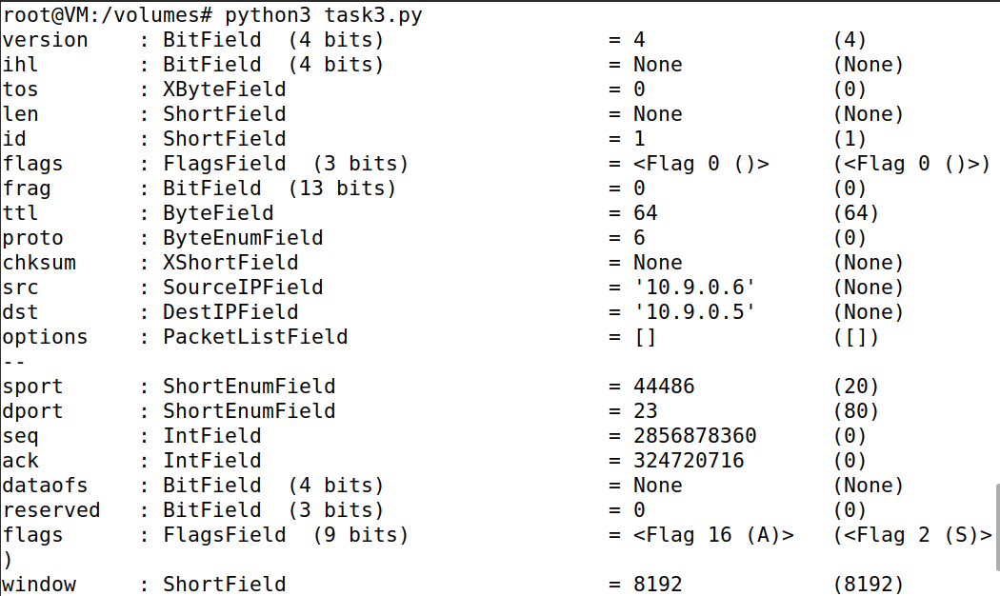 root@VM:/volumes# python3 task3.py
version    : BitField  (4 bits)                  = 4               (4)
ihl        : BitField  (4 bits)                  = None            (None)
tos        : XByteField                          = 0               (0)
len        : ShortField                          = None            (None)
id         : ShortField                          = 1               (1)
flags      : FlagsField  (3 bits)                = <Flag 0 ()>     (<Flag 0 ()>)
frag       : BitField  (13 bits)                 = 0               (0)
ttl        : ByteField                           = 64              (64)
proto      : ByteEnumField                       = 6               (0)
chksum     : XShortField                         = None            (None)
src        : SourceIPField                       = '10.9.0.6'      (None)
dst        : DestIPField                         = '10.9.0.5'      (None)
options    : PacketListField                     = []              ([])
--
sport      : ShortEnumField                      = 44486           (20)
dport      : ShortEnumField                      = 23              (80)
seq        : IntField                            = 2856878360      (0)
ack        : IntField                            = 324720716       (0)
dataofs    : BitField  (4 bits)                  = None            (None)
reserved   : BitField  (3 bits)                  = 0               (0)
flags      : FlagsField  (9 bits)                = <Flag 16 (A)>   (<Flag 2 (S)>
)
window     : ShortField                          = 8192            (8192)